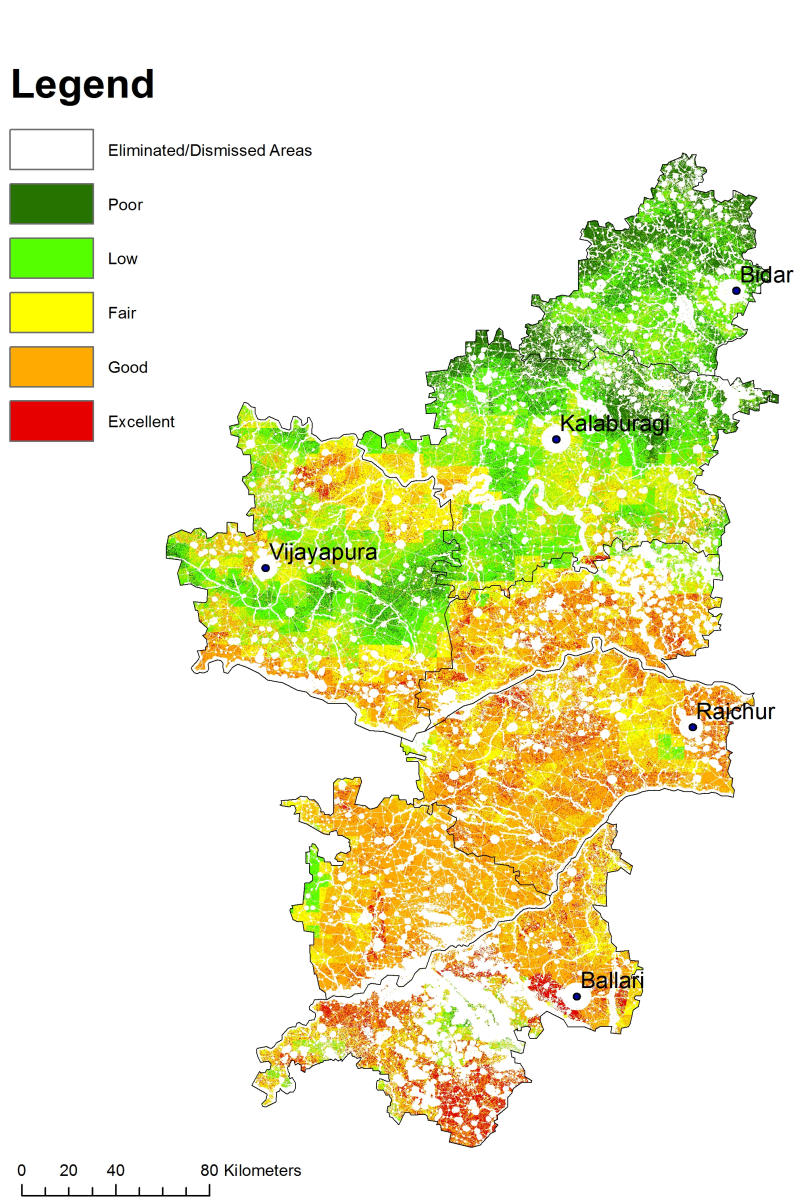 Legend
Eliminated/Dismissed Areas
Poor
Low
Fair
Good
Excellent
Bidar
Kalaburagi
Vijayapura
Raichur
Ballari
0 20 40 80 Kilometers